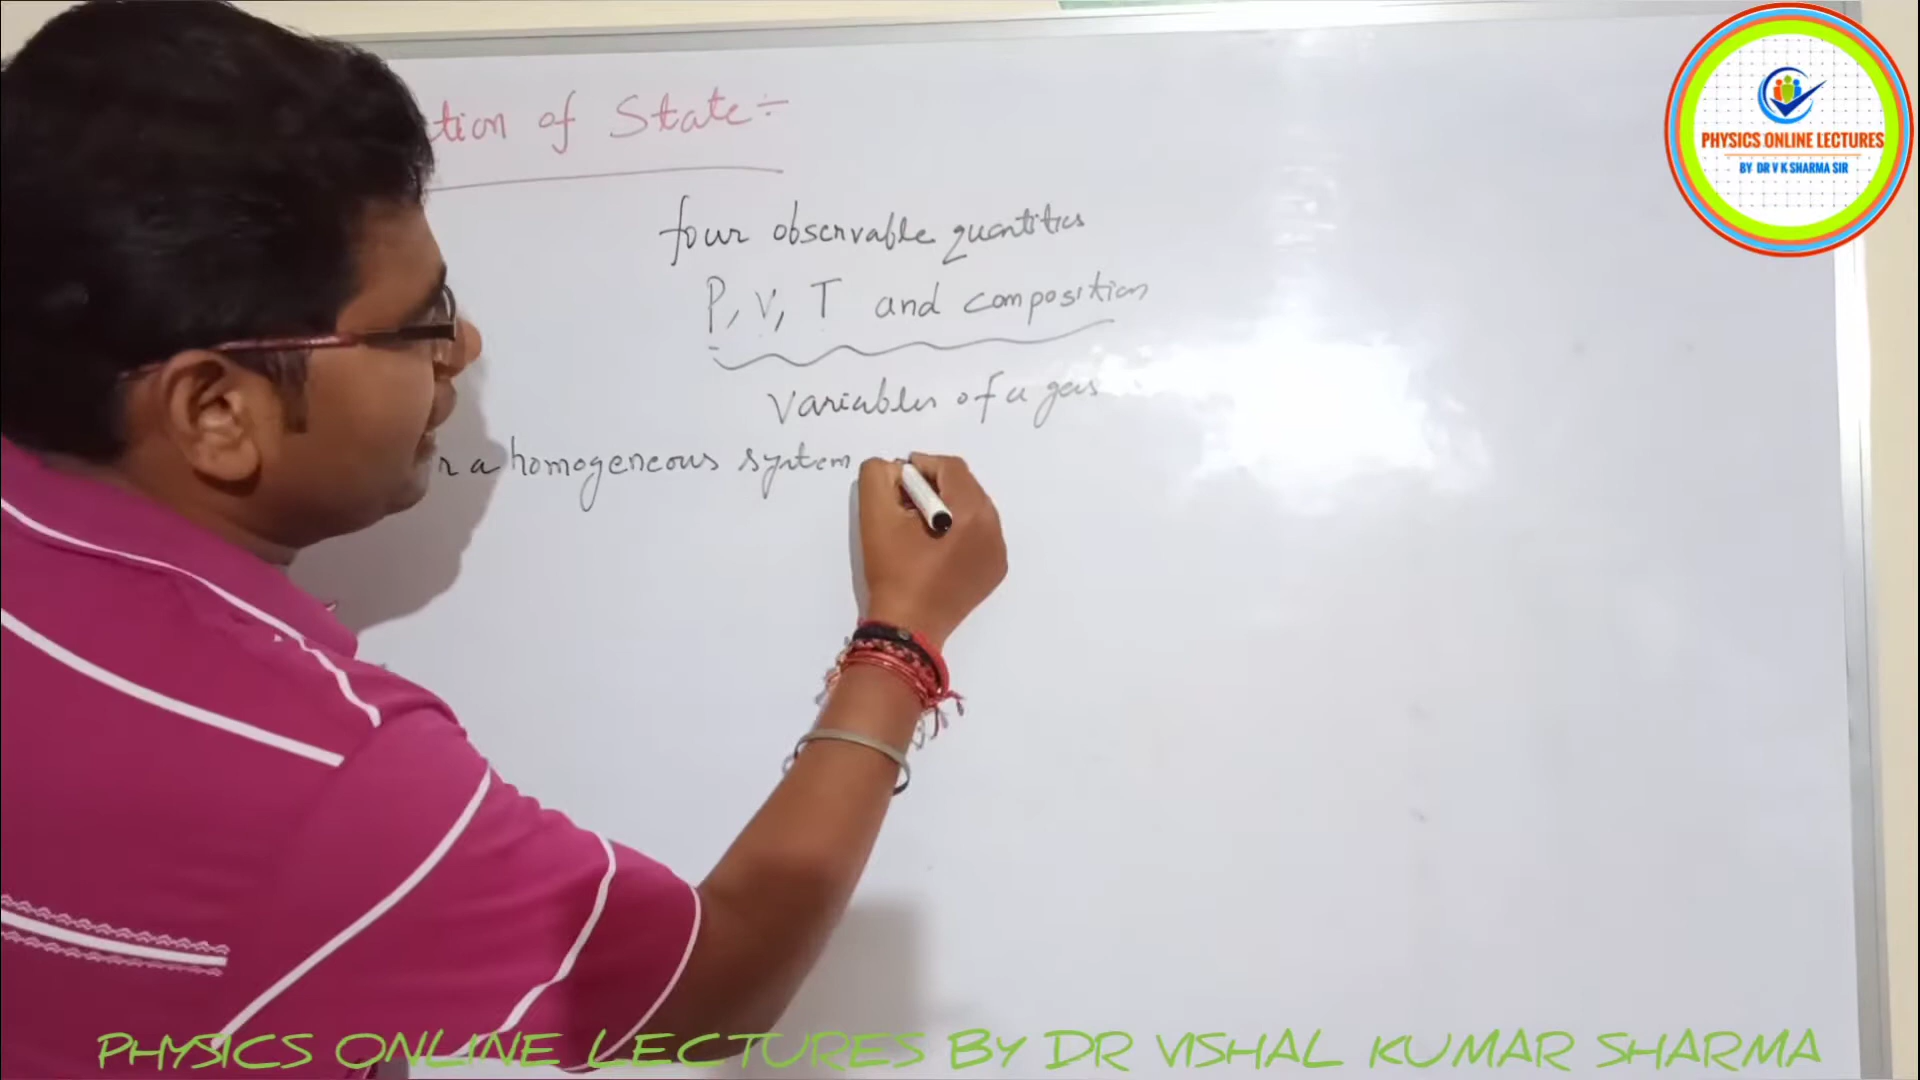 tion of State ÷
four observable quantities
P, V, T and composition
Variables of a gas
r a homogeneous system
PHYSICS ONLINE LECTURES
BY DR V K SHARMA SIR
PHYSICS ONLINE LECTURES BY DR VISHAL KUMAR SHARMA